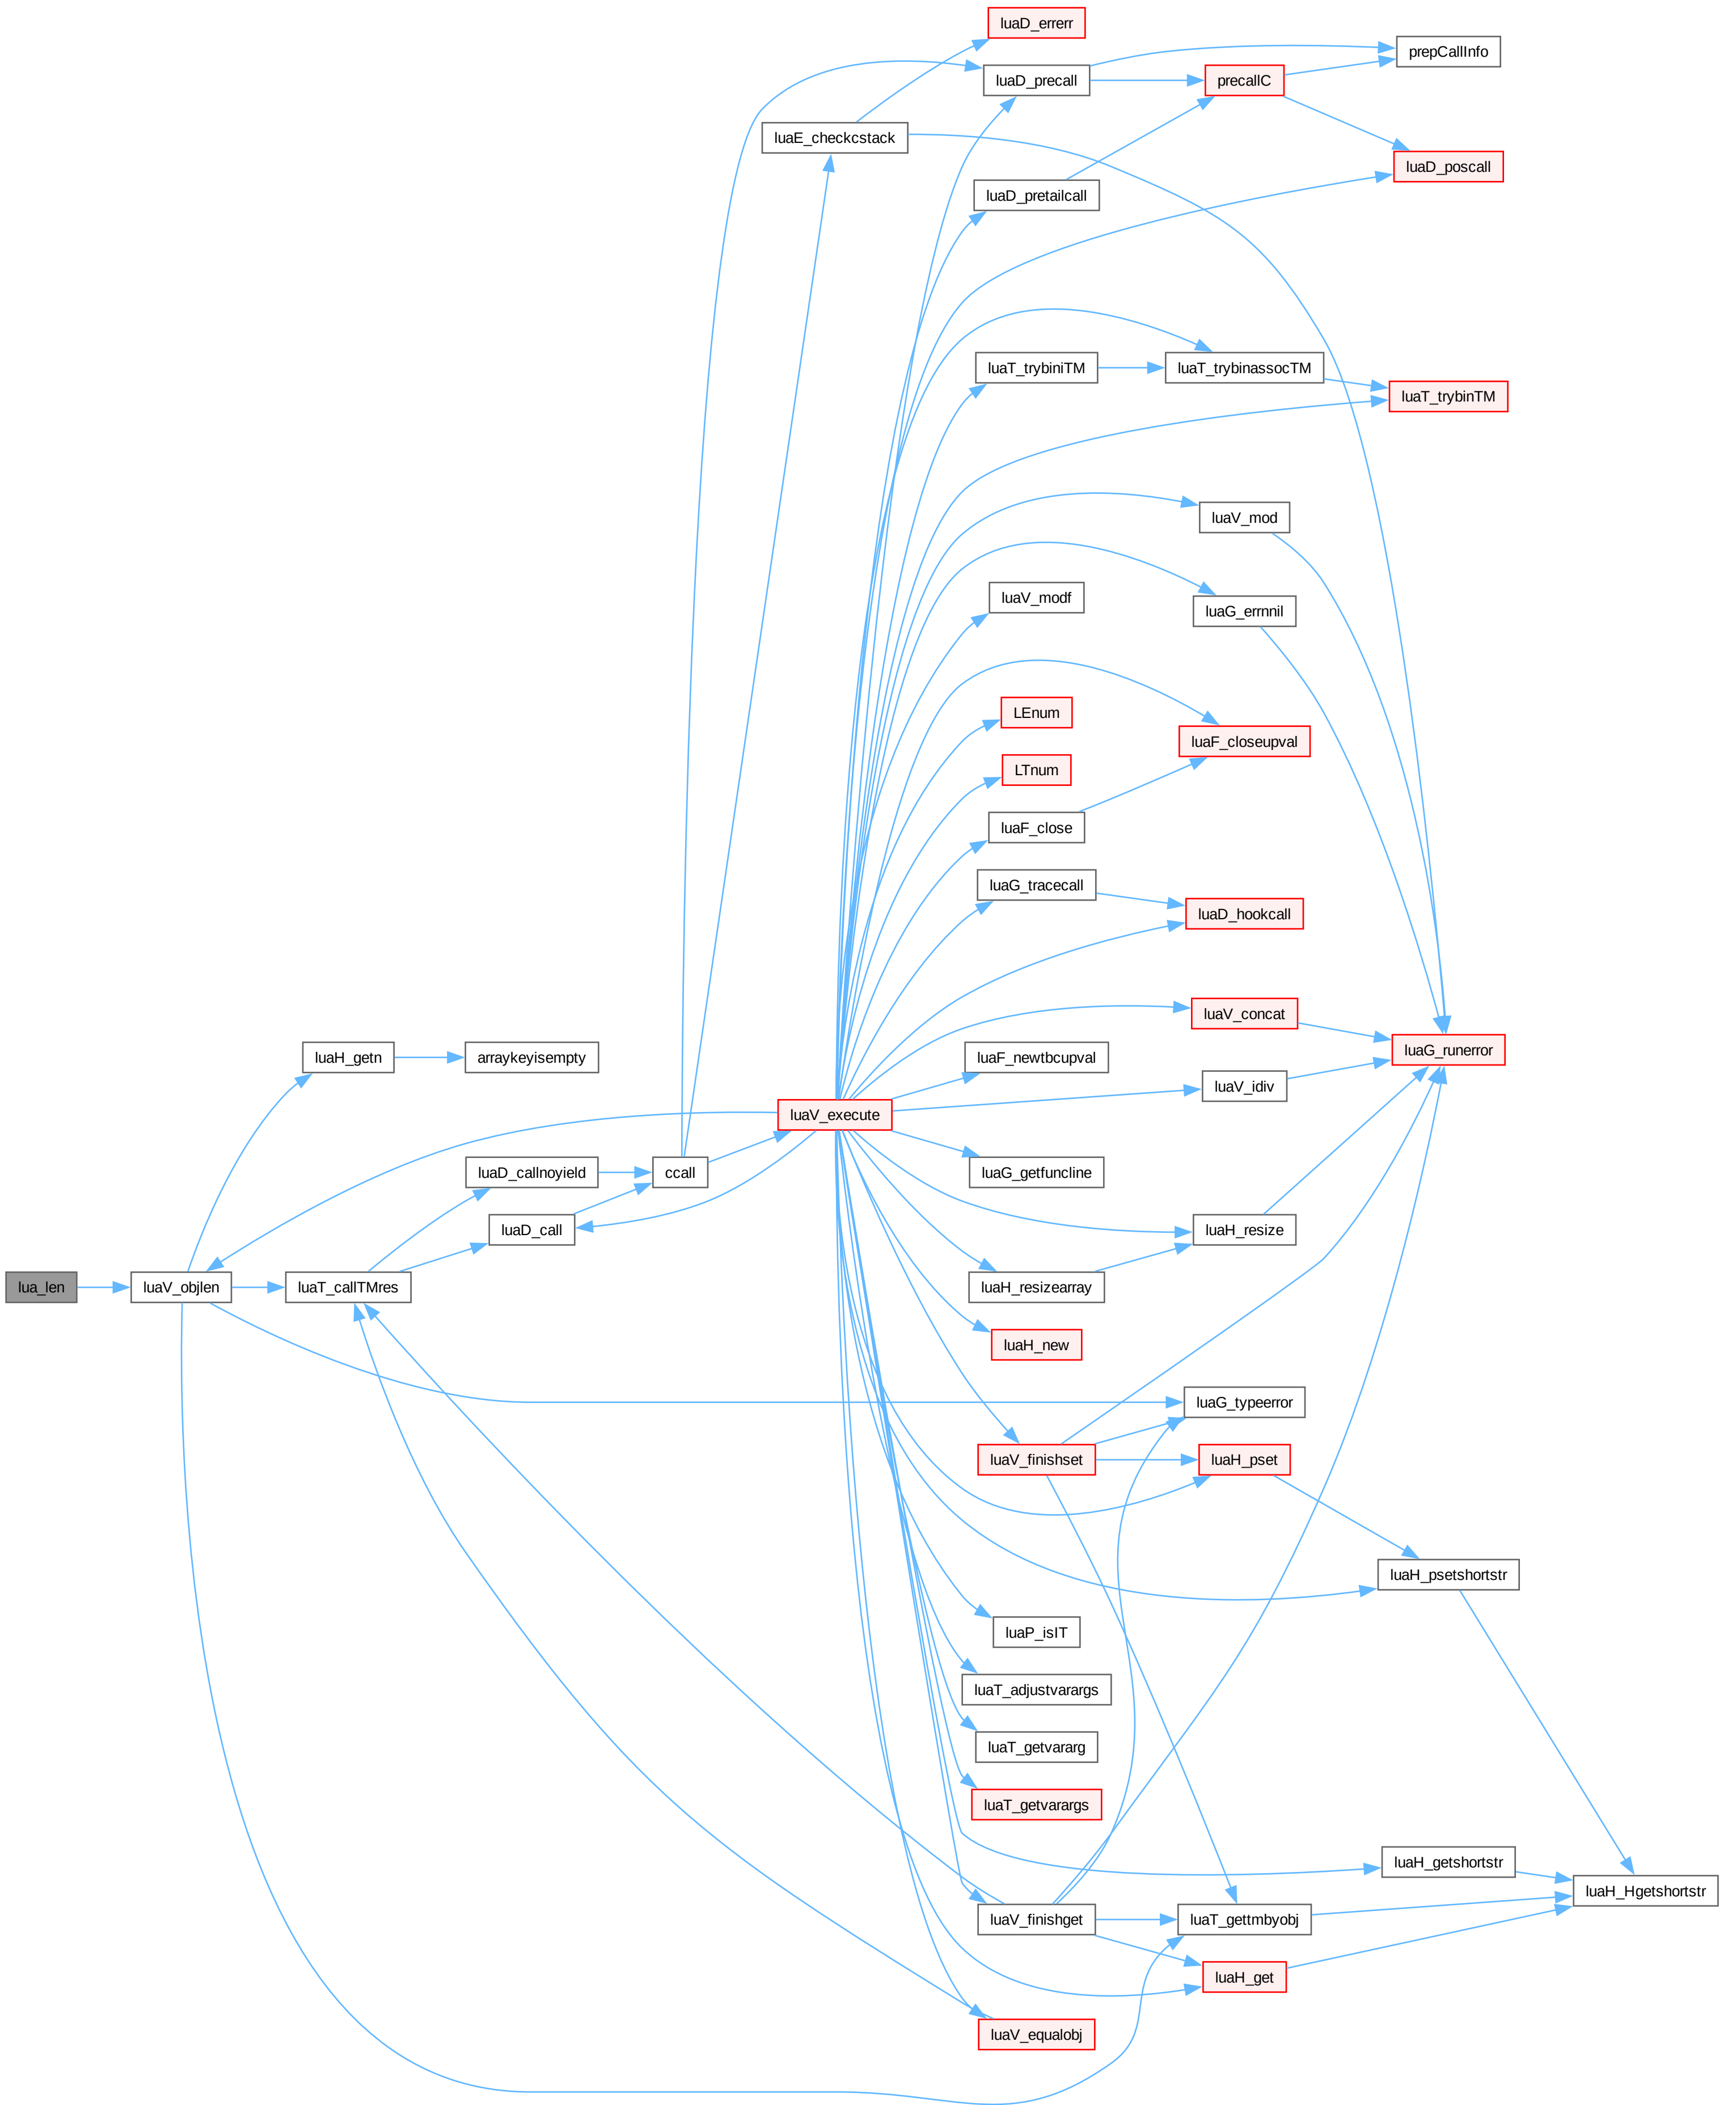 luaD_errerr
prepCallInfo
luaD_precall
precallC
luaE_checkcstack
luaD_poscall
luaD_pretailcall
luaT_trybiniTM
luaT_trybinassocTM
luaT_trybinTM
luaV_mod
luaV_modf
luaG_errnnil
LEnum
luaF_closeupval
LTnum
luaF_close
luaG_tracecall
luaD_hookcall
luaV_concat
luaG_runerror
luaH_getn
arraykeyisempty
luaF_newtbcupval
luaV_idiv
luaV_execute
luaD_callnoyield
ccall
luaG_getfuncline
luaD_call
luaH_resize
lua_len
luaV_objlen
luaT_callTMres
luaH_resizearray
luaH_new
luaG_typeerror
luaV_finishset
luaH_pset
luaH_psetshortstr
luaP_isIT
luaT_adjustvarargs
luaT_getvararg
luaT_getvarargs
luaH_getshortstr
luaH_Hgetshortstr
luaV_finishget
luaT_gettmbyobj
luaH_get
luaV_equalobj